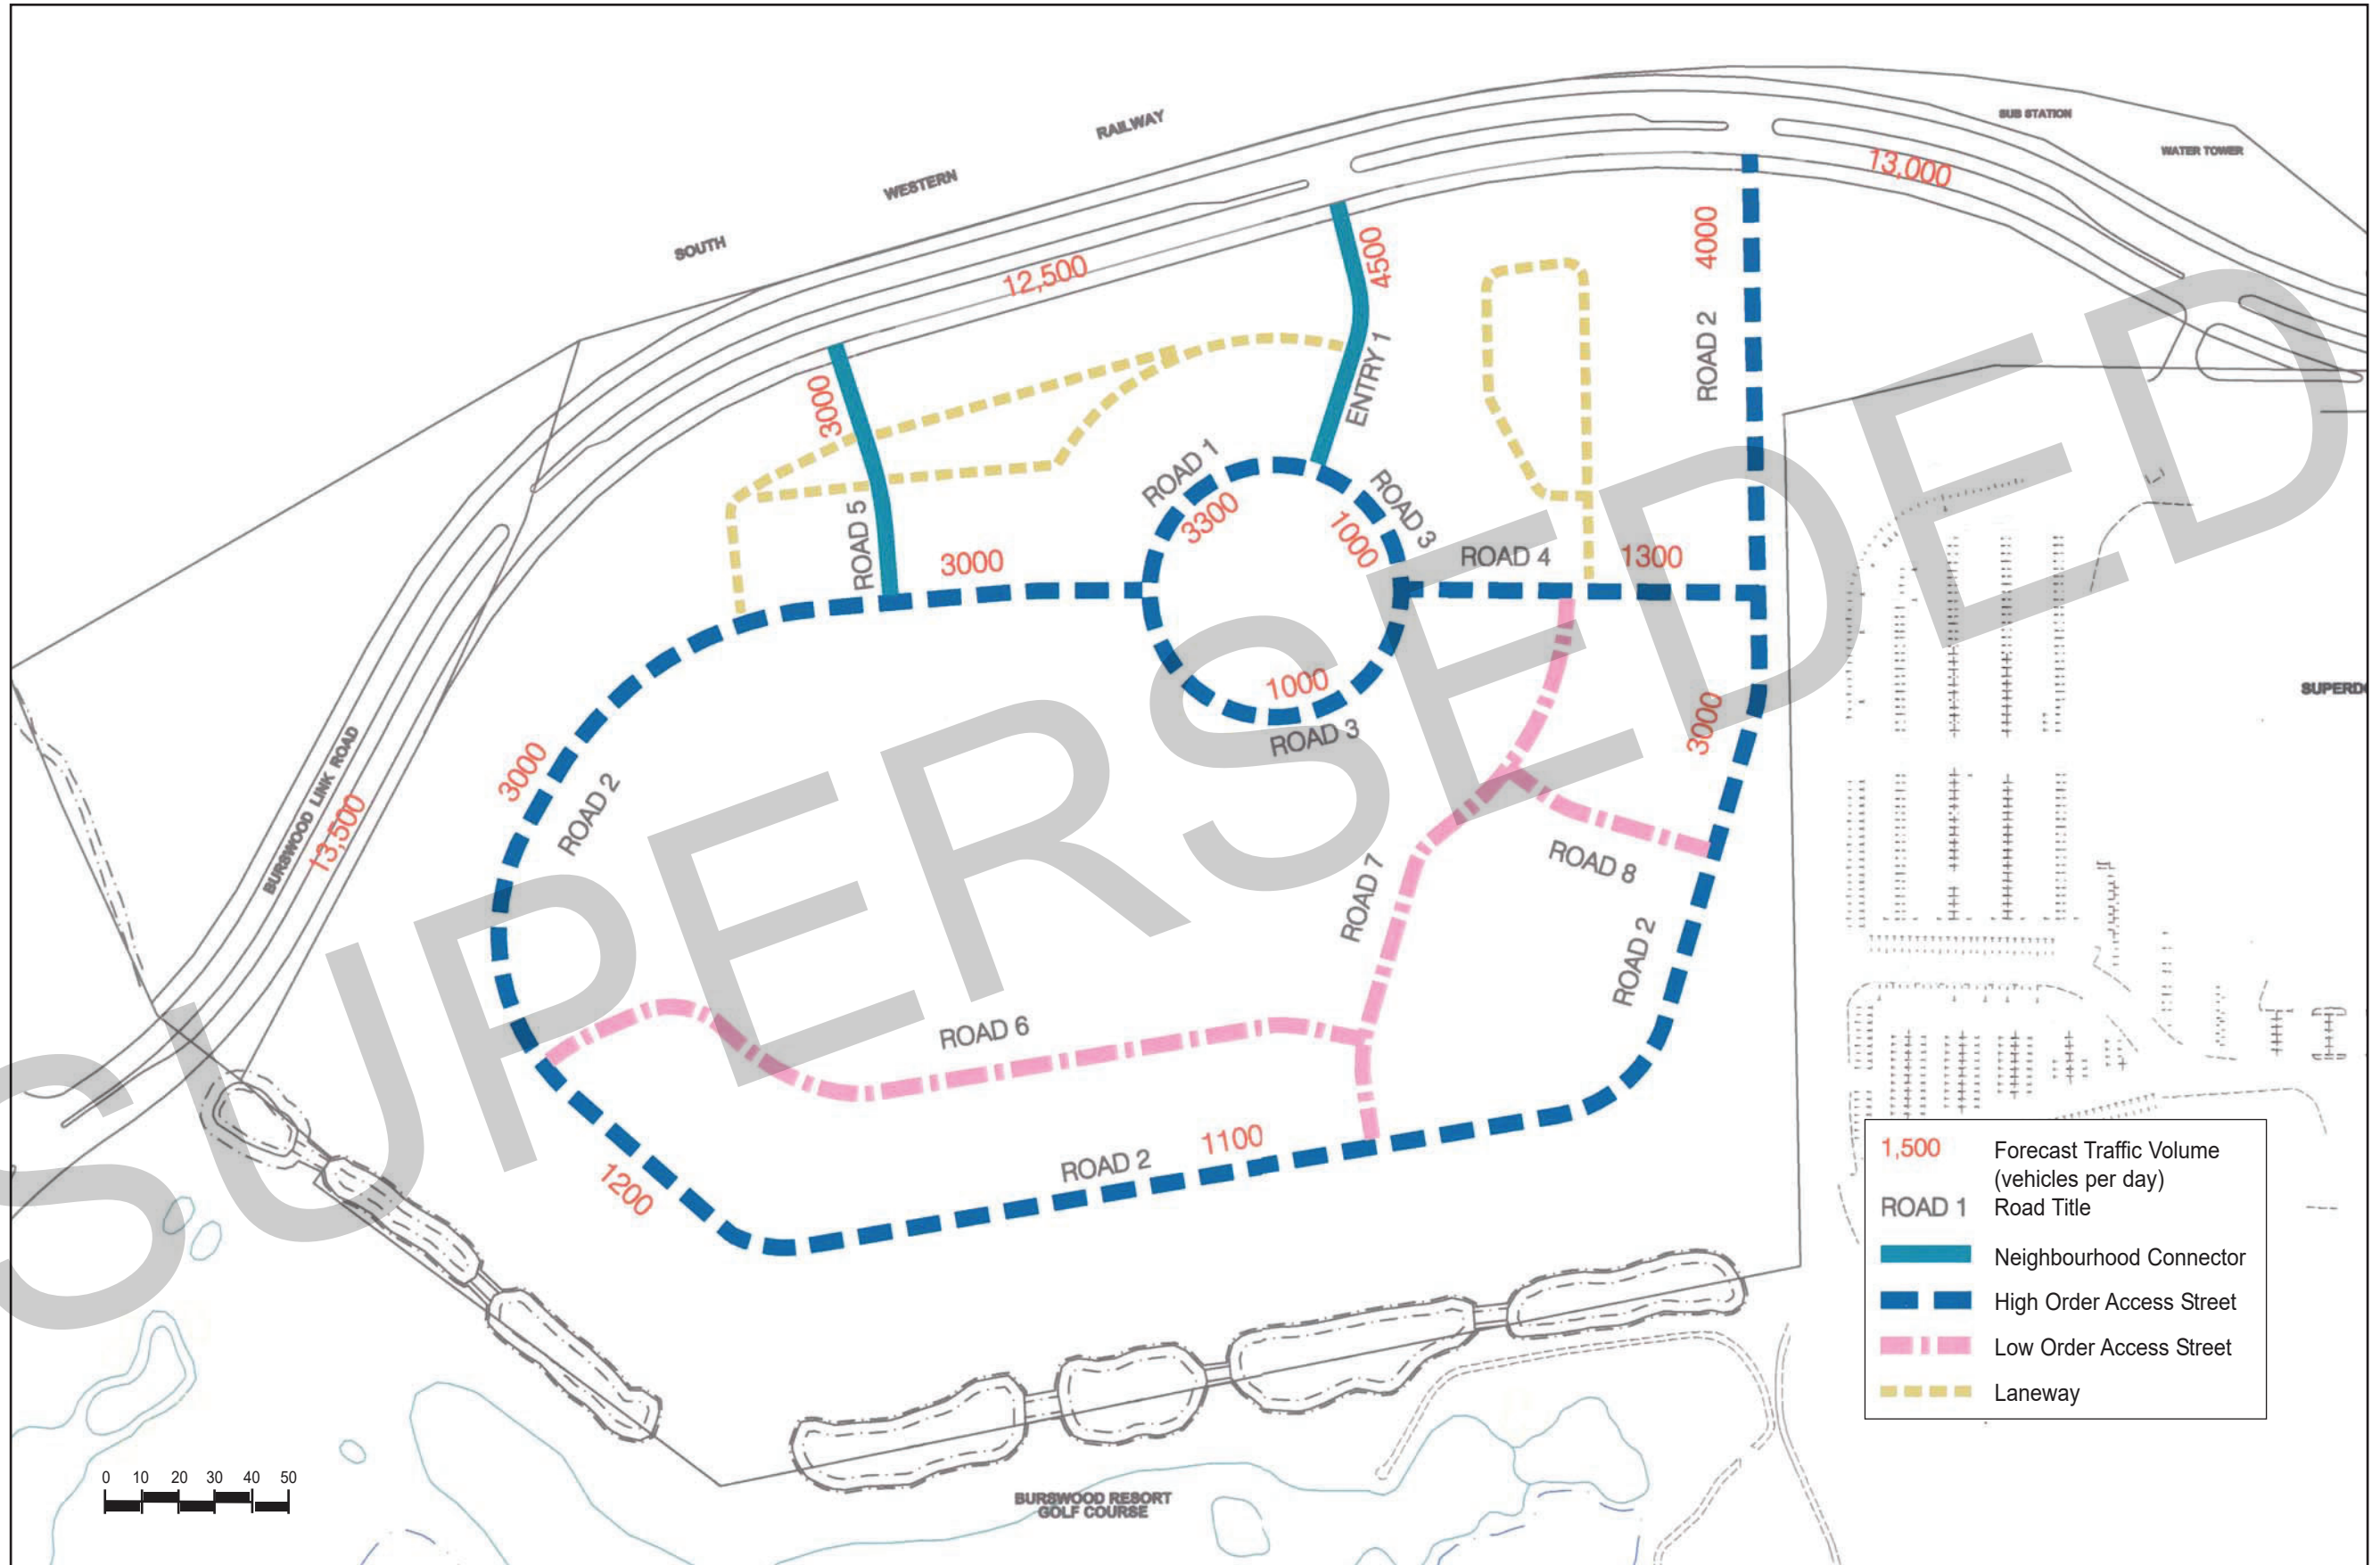 RAILWAY
WESTERN
SOUTH
SUB STATION
WATER TOWER
13,000
12,500
4500
4000
ROAD 2
3000
ENTRY 1
ROAD 1
3300
ROAD 3
1000
ROAD 5
3000
ROAD 4
1300
1000
ROAD 3
3000
SUPERD
3000
ROAD 2
BURSWOOD LINK ROAD
13,500
ROAD 7
ROAD 8
ROAD 2
ROAD 6
ROAD 2
1100
1200
SUPERSEDED
1,500 Forecast Traffic Volume
(vehicles per day)
ROAD 1 Road Title
Neighbourhood Connector
High Order Access Street
Low Order Access Street
Laneway
0 10 20 30 40 50
BURSWOOD RESORT
GOLF COURSE